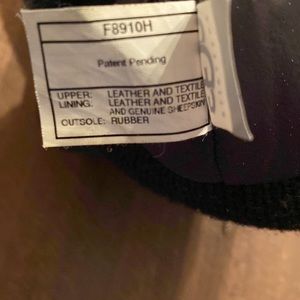 F8910H
Patent Pending
UPPER: LEATHER AND TEXTILE
LINING: LEATHER AND TEXTILE
AND GENUINE SHEEPSKIN
OUTSOLE: RUBBER